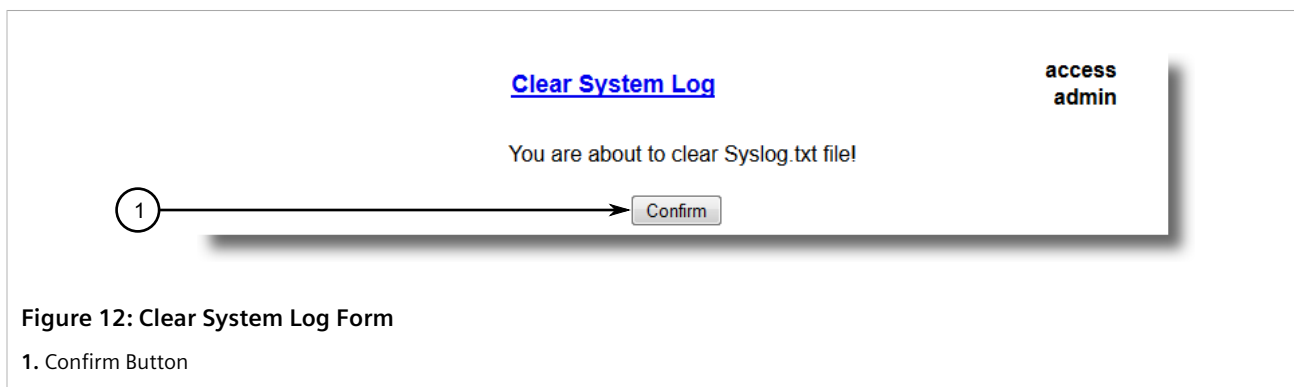 Clear System Log
access
admin
You are about to clear Syslog.txt file!
1
Confirm
Figure 12: Clear System Log Form
1. Confirm Button